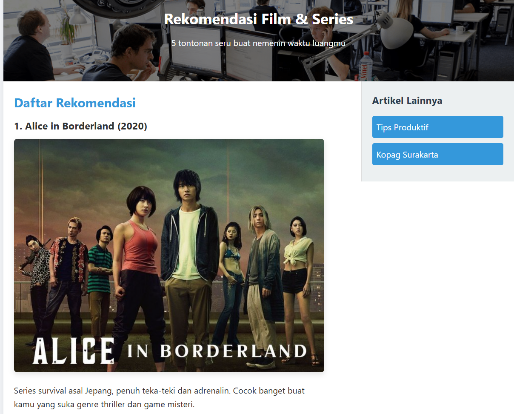 Rekomendasi Film & Series
5 tontonan seru buat nemenin waktu luangmu
Daftar Rekomendasi
1. Alice in Borderland (2020)
ALICE IN BORDERLAND
Series survival asal Jepang, penuh teka-teki dan adrenalin. Cocok banget buat
kamu yang suka genre thriller dan game misteri.
Artikel Lainnya
Tips Produktif
Kopag Surakarta